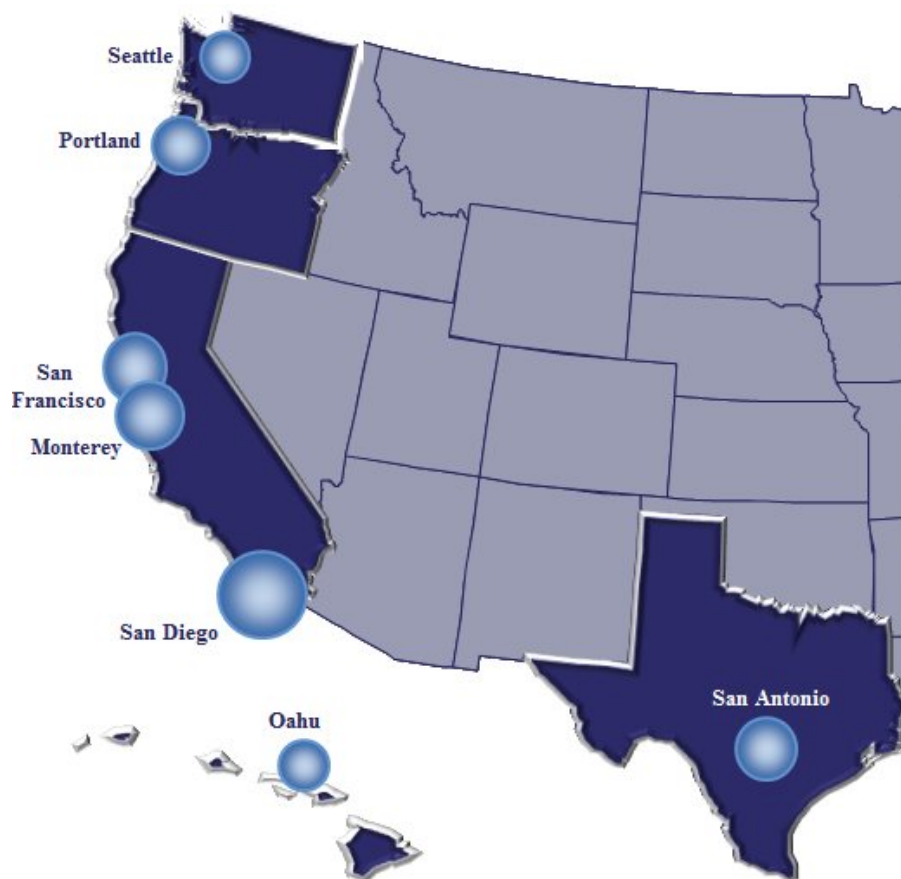 Seattle
Portland
San
Francisco
Monterey
San Diego
San Antonio
Oahu